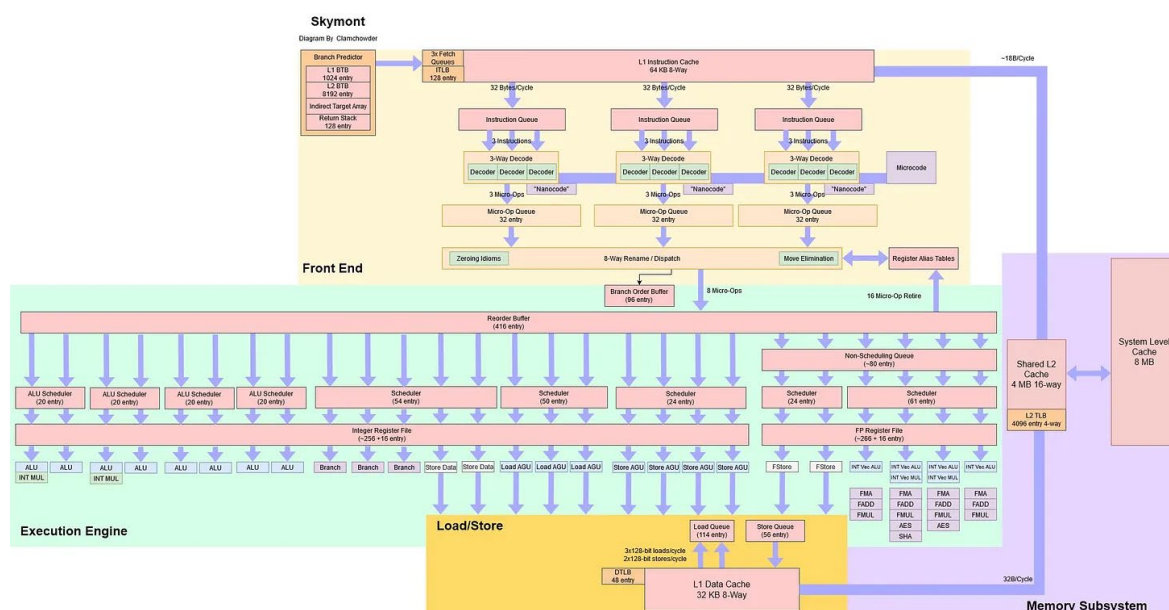 Skymont
Diagram By Clamchowder
Branch Predictor
L1 BTB
1024 entry
L2 BTB
8192 entry
Indirect Target Array
Return Stack
128 entry
3x Fetch
Queues
ITLB
128 entry
L1 Instruction Cache
64 KB 8-Way
~18B/Cycle
32 Bytes/Cycle
32 Bytes/Cycle
32 Bytes/Cycle
Instruction Queue
Instruction Queue
Instruction Queue
3 Instructions
3 Instructions
3 Instructions
3-Way Decode
3-Way Decode
3-Way Decode
Decoder Decoder Decoder
Decoder Decoder Decoder
Decoder Decoder Decoder
Microcode
"Nanocode"
"Nanocode"
"Nanocode"
3 Micro-Ops
3 Micro-Ops
3 Micro-Ops
Micro-Op Queue
32 entry
Micro-Op Queue
32 entry
Micro-Op Queue
32 entry
Zeroing Idioms
8-Way Rename / Dispatch
Move Elimination
Register Alias Tables
Front End
Branch Order Buffer
(96 entry)
8 Micro-Ops
16 Micro-Op Retire
Reorder Buffer
(416 entry)
Non-Scheduling Queue
(~80 entry)
ALU Scheduler
(20 entry)
ALU Scheduler
(20 entry)
ALU Scheduler
(20 entry)
ALU Scheduler
(20 entry)
Scheduler
(54 entry)
Scheduler
(50 entry)
Scheduler
(24 entry)
Scheduler
(24 entry)
Scheduler
(61 entry)
Integer Register File
(~256 +16 entry)
FP Register File
(~266 + 16 entry)
ALU
INT MUL
ALU
ALU
INT MUL
ALU
ALU
ALU
ALU
ALU
Branch
Branch
Branch
Store Data
Store Data
Load AGU
Load AGU
Load AGU
Store AGU
Store AGU
Store AGU
Store AGU
FStore
FStore
INT Vec ALU
INT Vec ALU
INT Vec MUL
INT Vec ALU
INT Vec MUL
INT Vec ALU
FMA
FADD
FMUL
FMA
FADD
FMUL
AES
SHA
FMA
FADD
FMUL
AES
FMA
FADD
FMUL
Execution Engine
Load/Store
Load Queue
(114 entry)
Store Queue
(56 entry)
3x128-bit loads/cycle
2x128-bit stores/cycle
DTLB
48 entry
L1 Data Cache
32 KB 8-Way
32B/Cycle
Shared L2
Cache
4 MB 16-way
L2 TLB
4096 entry 4-way
System Level
Cache
8 MB
Memory Subsystem